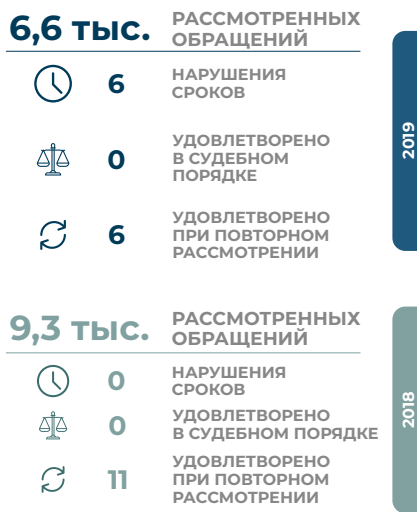 6,6 тыс. РАССМОТРЕННЫХ
ОБРАЩЕНИЙ
6 НАРУШЕНИЯ
СРОКОВ
0 УДОВЛЕТВОРЕНО
В СУДЕБНОМ
ПОРЯДКЕ
6 УДОВЛЕТВОРЕНО
ПРИ ПОВТОРНОМ
РАССМОТРЕНИИ
2019
9,3 тыс. РАССМОТРЕННЫХ
ОБРАЩЕНИЙ
0 НАРУШЕНИЯ
СРОКОВ
0 УДОВЛЕТВОРЕНО
В СУДЕБНОМ ПОРЯДКЕ
11 УДОВЛЕТВОРЕНО
ПРИ ПОВТОРНОМ
РАССМОТРЕНИИ
2018